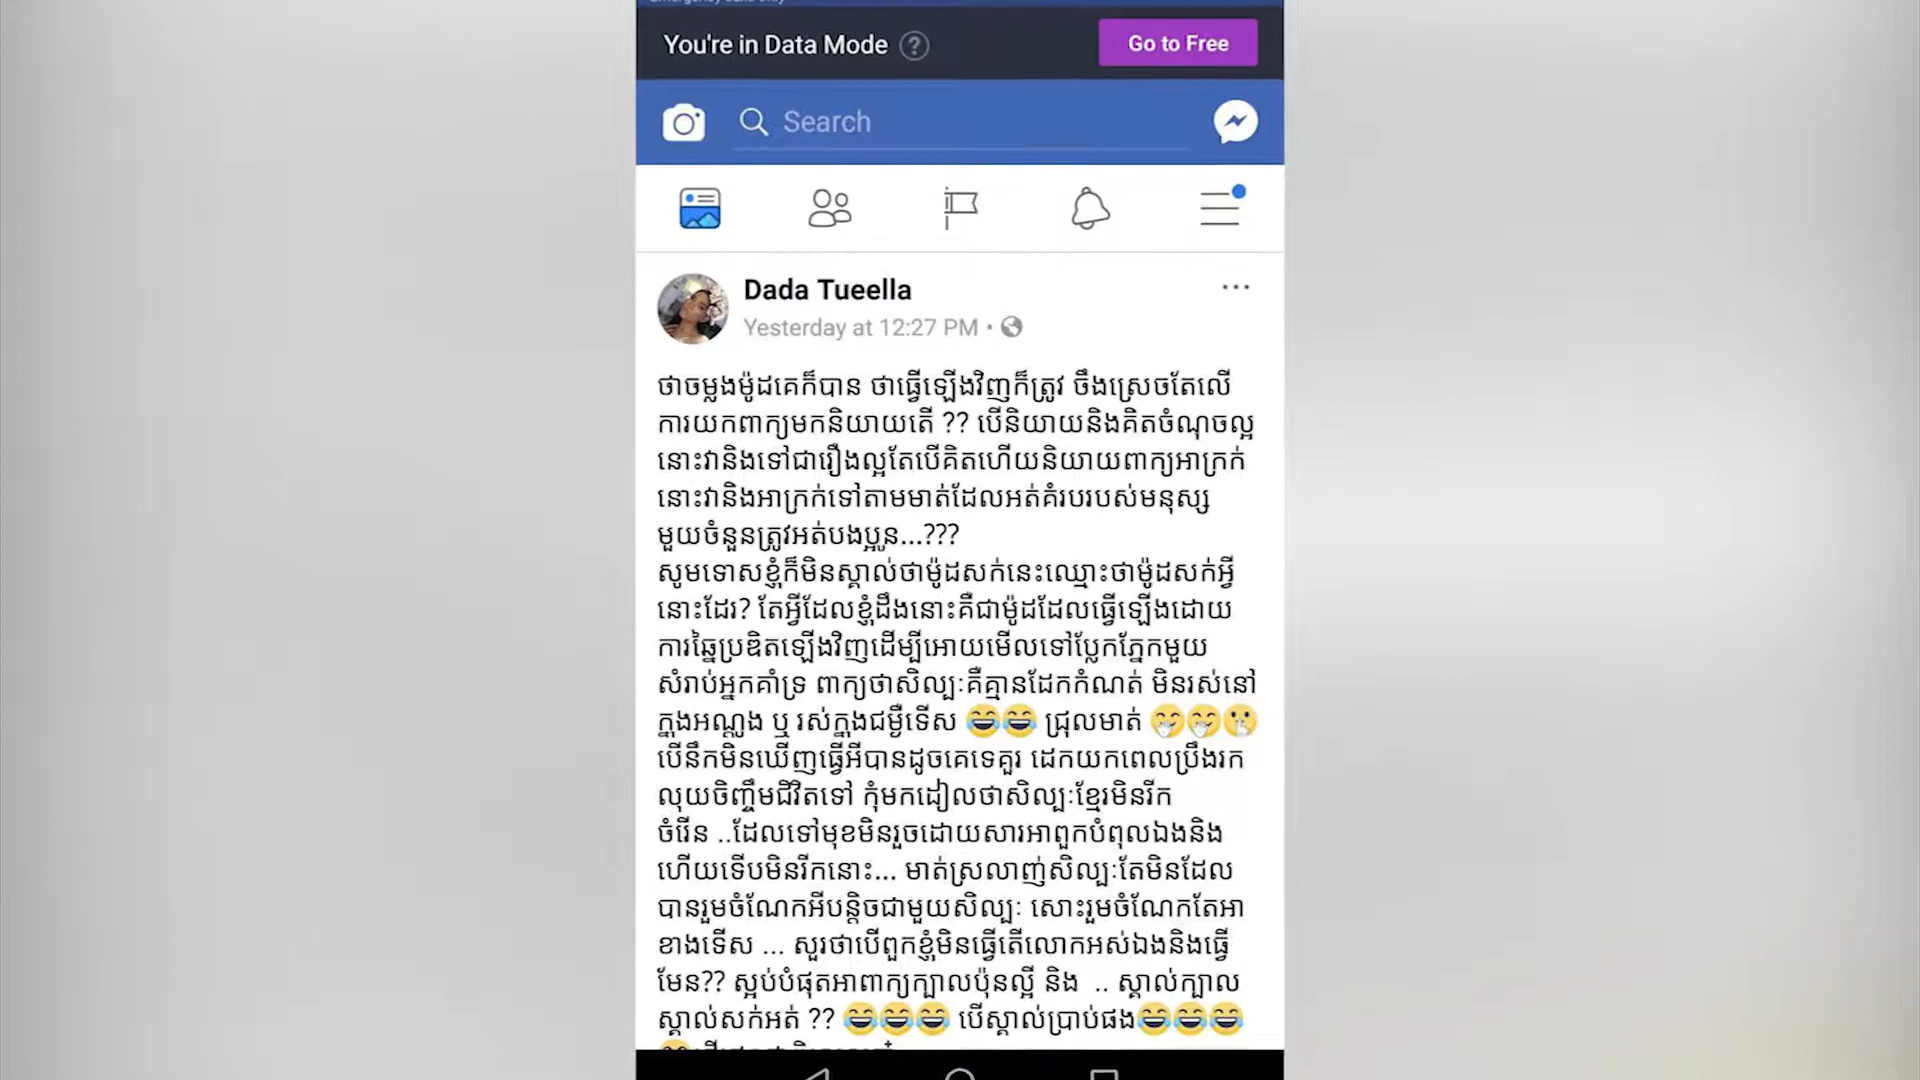 You're in Data Mode ?
Go to Free
Search
Dada Tueella
Yesterday at 12:27 PM •
ថាចម្លងម៉ូដគេក៏បាន ថាធ្វើឡើងវិញក៏ត្រូវ ចឹងស្រេចតែលើ
ការយកពាក្យមកនិយាយតើ ?? បើនិយាយនិងគិតចំណុចល្អ
នោះវានិងទៅជារឿងល្អតែបើគិតហើយនិយាយពាក្យអាក្រក់
នោះវានិងអាក្រក់ទៅតាមមាត់ដែលអត់គំរបរបស់មនុស្ស
មួយចំនួនត្រូវអត់បងប្អូន...???
សូមទោសខ្ញុំក៏មិនស្គាល់ថាម៉ូដសក់នេះឈ្មោះថាម៉ូដសក់អ្វី
នោះដែរ? តែអ្វីដែលខ្ញុំដឹងនោះគឺជាម៉ូដដែលធ្វើឡើងដោយ
ការឆ្នៃប្រឌិតឡើងវិញដើម្បីអោយមើលទៅប្លែកភ្នែកមួយ
សំរាប់អ្នកគាំទ្រ ពាក្យថាសិល្បៈគឺគ្មានដែកកំណត់ មិនរស់នៅ
ក្នុងអណ្ដូង ឬ រស់ក្នុងជម្ងឺទើស 😂😂 ជ្រុលមាត់ 🤭🤭🤫
បើនឹកមិនឃើញធ្វើអីបានដូចគេទេគួរ ដេកយកពេលប្រឹងរក
លុយចិញ្ចឹមជិវិតទៅ កុំមកដៀលថាសិល្បៈខ្មែរមិនរីក
ចំរើន ..ដែលទៅមុខមិនរួចដោយសារអាពួកបំពុលឯងនិង
ហើយទើបមិនរីកនោះ... មាត់ស្រលាញ់សិល្បៈតែមិនដែល
បានរួមចំណែកអីបន្តិចជាមួយសិល្បៈ សោះរួមចំណែកតែអា
ខាងទើស ... សួរថាបើពួកខ្ញុំមិនធ្វើតើលោកអស់ឯងនិងធ្វើ
មែន?? ស្អប់បំផុតអាពាក្យក្បាលប៉ុនល្អី និង .. ស្គាល់ក្បាល
ស្គាល់សក់អត់ ?? 😂😂😂 បើស្គាល់ប្រាប់ផង😂😂😂